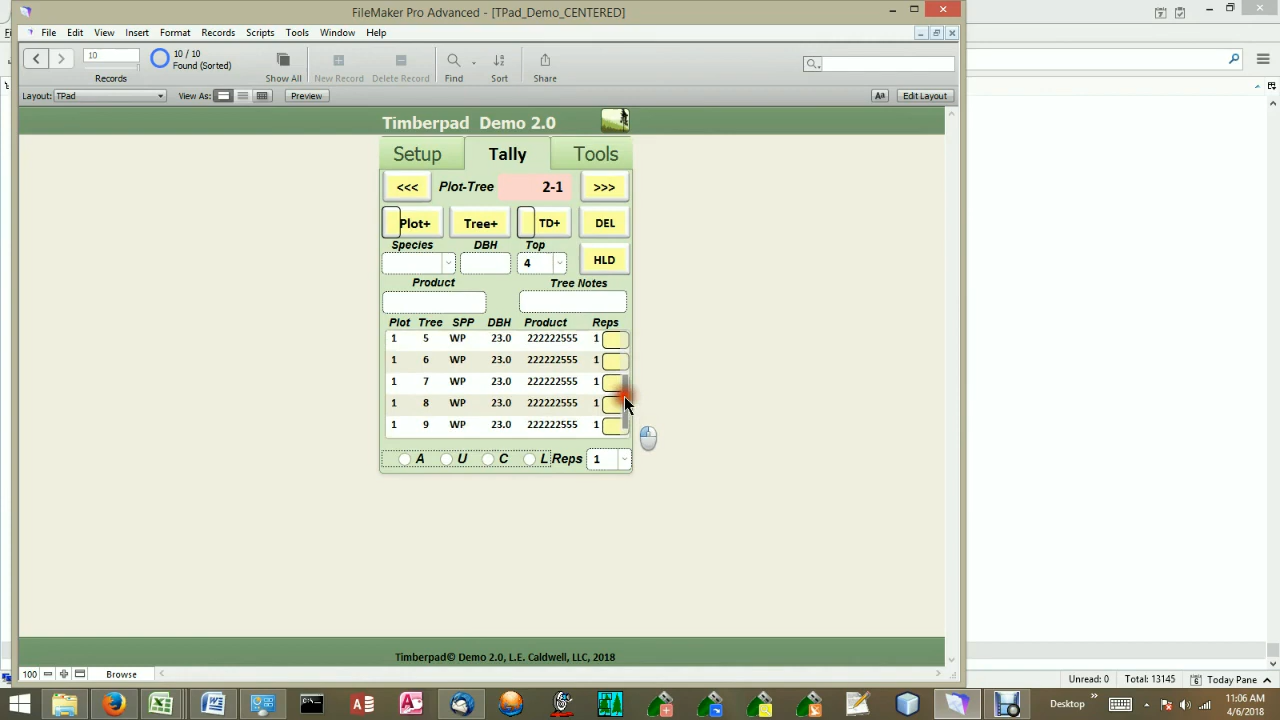 FileMaker Pro Advanced - [TPad_Demo_CENTERED]
File Edit View Insert Format Records Scripts Tools Window Help
10
10 / 10
Found (Sorted)
Records Show All New Record Delete Record Find Sort Share
Layout: TPad View As: Preview Aa Edit Layout
Timberpad Demo 2.0
Setup Tally Tools
<<< Plot-Tree 2-1 >>>
Plot+ Tree+ TD+ DEL
Species DBH Top
4 HLD
Product Tree Notes
Plot Tree SPP DBH Product Reps
1 5 WP 23.0 222222555 1
1 6 WP 23.0 222222555 1
1 7 WP 23.0 222222555 1
1 8 WP 23.0 222222555 1
1 9 WP 23.0 222222555 1
A U C L Reps 1
Timberpad© Demo 2.0, L.E. Caldwell, LLC, 2018
100 Browse
Unread: 0 Total: 13145 Today Pane
Desktop
11:06 AM
4/6/2018